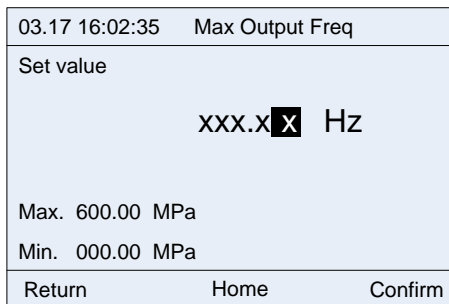 03.17 16:02:35 Max Output Freq
Set value
xxx.xx Hz
Max. 600.00 MPa
Min. 000.00 MPa
Return Home Confirm